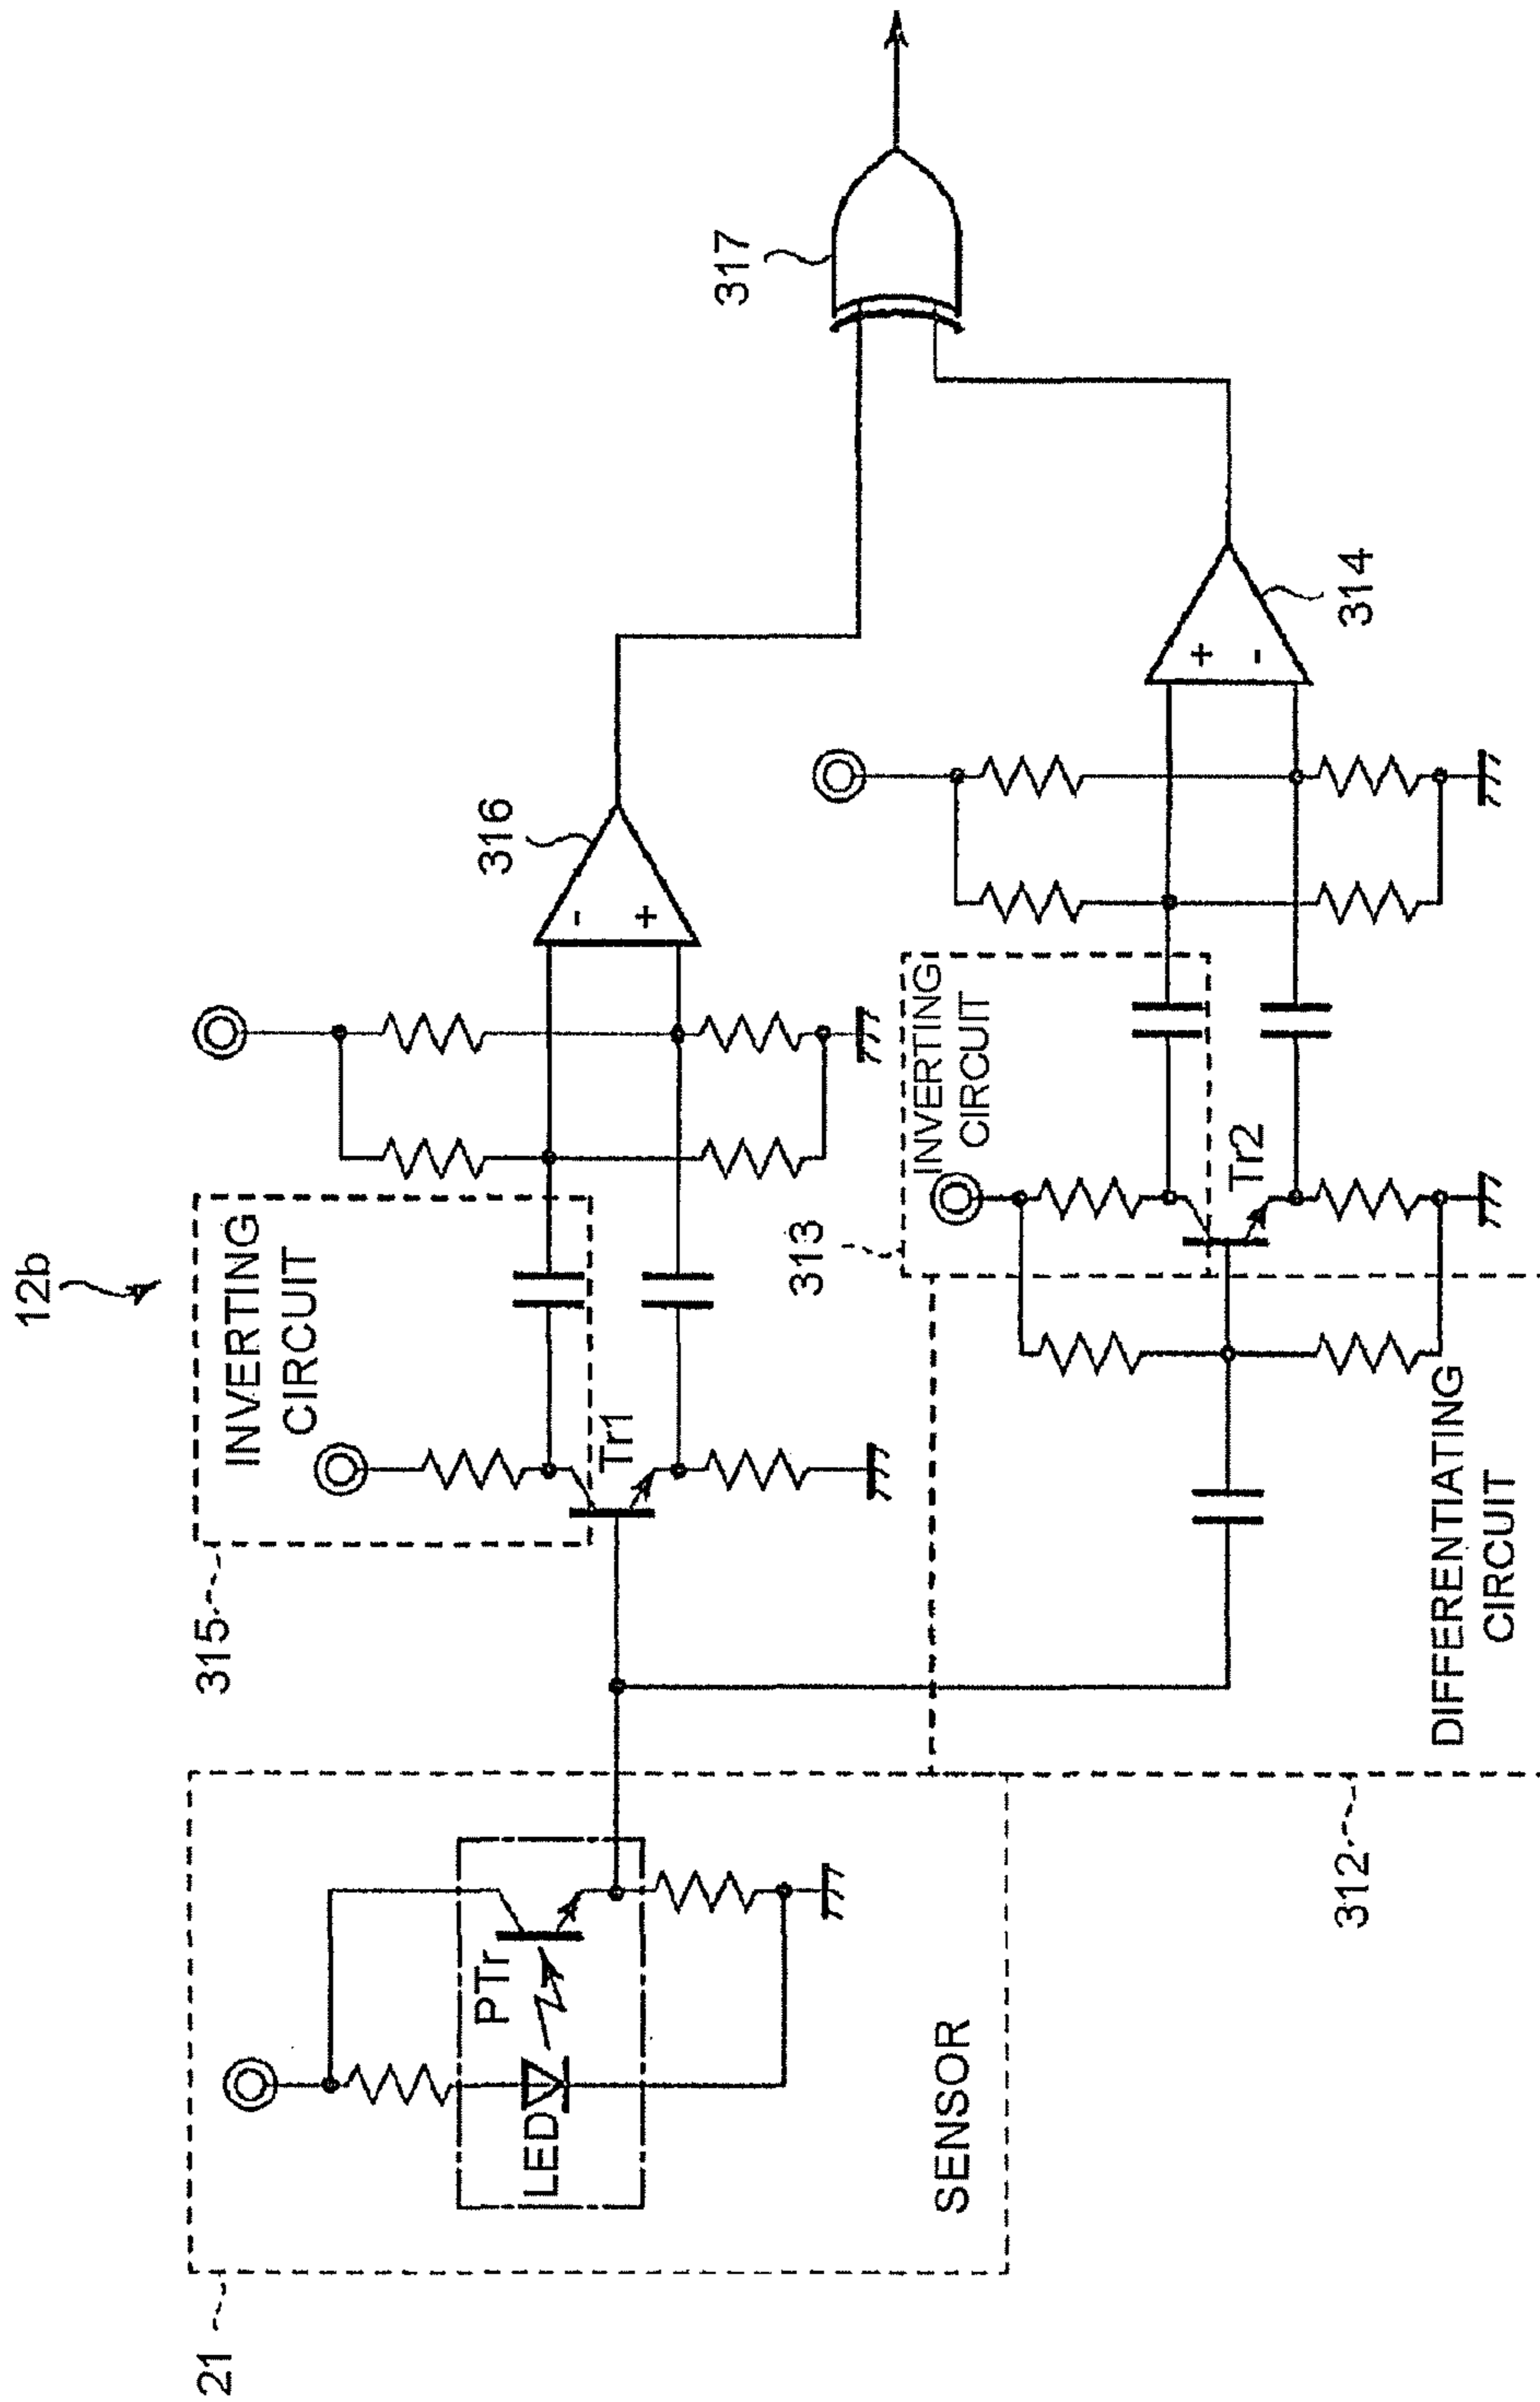 12b
317
316
INVERTING
CIRCUIT
-
+
Tr1
315
313
INVERTING
CIRCUIT
Tr2
+
-
314
DIFFERENTIATING
CIRCUIT
312
PTr
LED
SENSOR
21